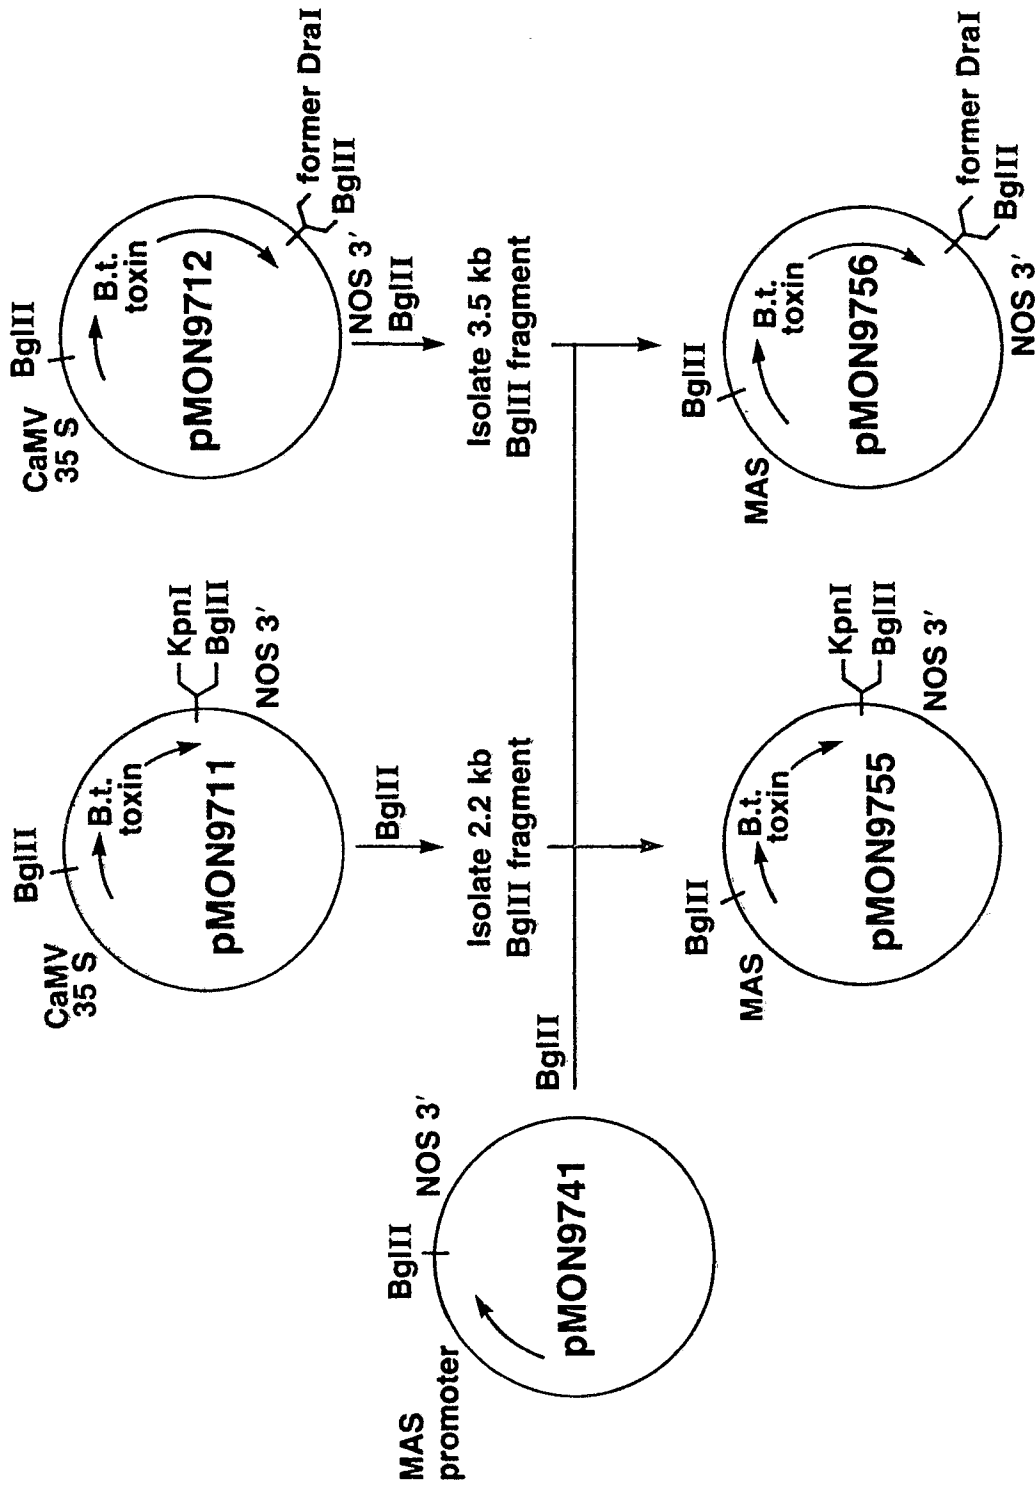 MAS
promoter
BglII
NOS 3′
pMON9741
BglII
CaMV
35 S
BglII
B.t.
toxin
KpnI
BglII
NOS 3′
pMON9711
BglII
Isolate 2.2 kb
BglII fragment
MAS
BglII
B.t.
toxin
KpnI
BglII
NOS 3′
pMON9755
CaMV
35 S
BglII
B.t.
toxin
former DraI
BglII
NOS 3′
pMON9712
BglII
Isolate 3.5 kb
BglII fragment
MAS
BglII
B.t.
toxin
former DraI
BglII
NOS 3′
pMON9756